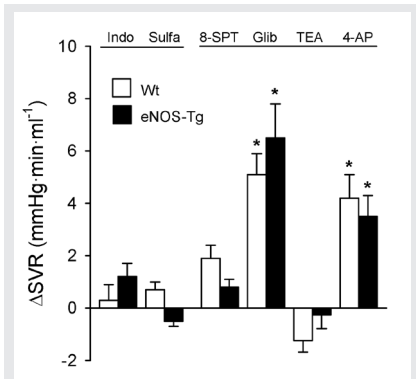 Indo Sulfa 8-SPT Glib TEA 4-AP
10
Wt
eNOS-Tg
8
* *
6
* *
4
2
0
-2
ΔSVR (mmHg·min·ml⁻¹)